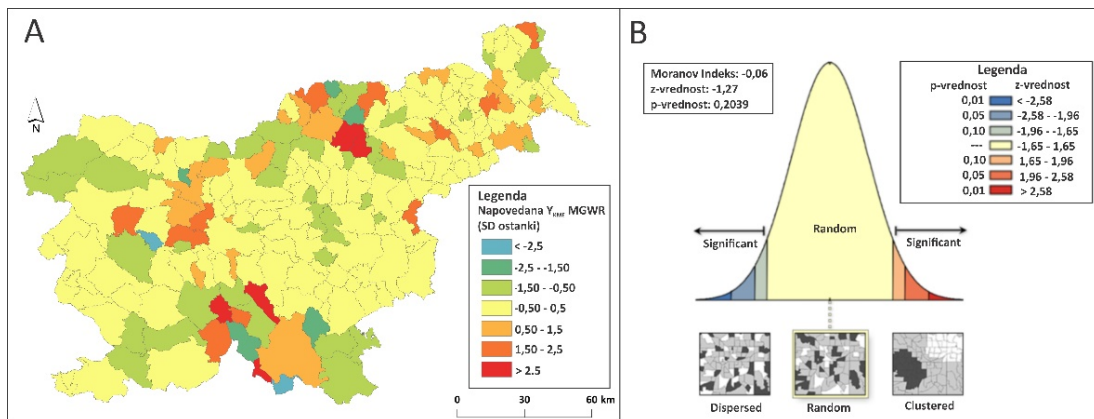 A
N
Legenda
Napovedana Y_KMF MGWR
(SD ostanki)
< -2,5
-2,5 - -1,50
-1,50 - -0,50
-0,50 - 0,5
0,50 - 1,5
1,50 - 2,5
> 2.5
0 30 60 km
B
Moranov Indeks: -0,06
z-vrednost: -1,27
p-vrednost: 0,2039
Legenda
p-vrednost z-vrednost
0,01 < -2,58
0,05 -2,58 - -1,96
0,10 -1,96 - -1,65
--- -1,65 - 1,65
0,10 1,65 - 1,96
0,05 1,96 - 2,58
0,01 > 2,58
Significant Random Significant
Dispersed Random Clustered